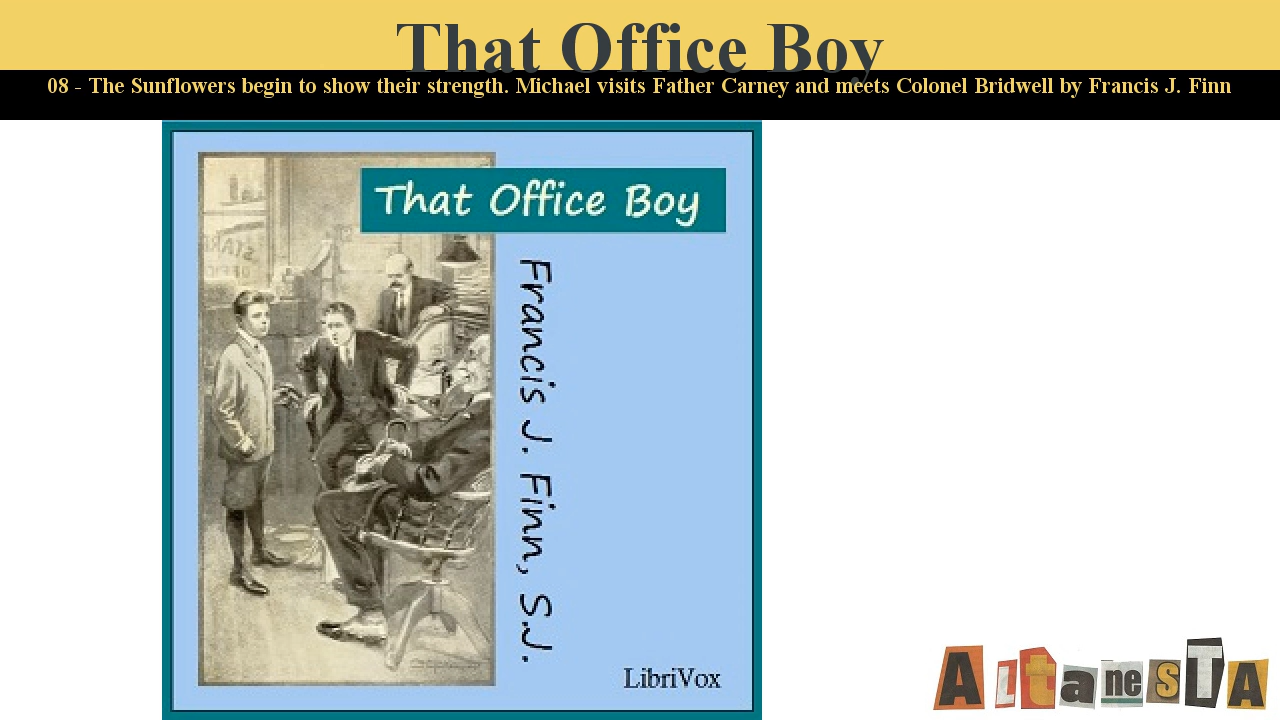 That Office Boy
08 - The Sunflowers begin to show their strength. Michael visits Father Carney and meets Colonel Bridwell by Francis J. Finn
That Office Boy
Francis J. Finn, S.J.
LibriVox
AltanesTA